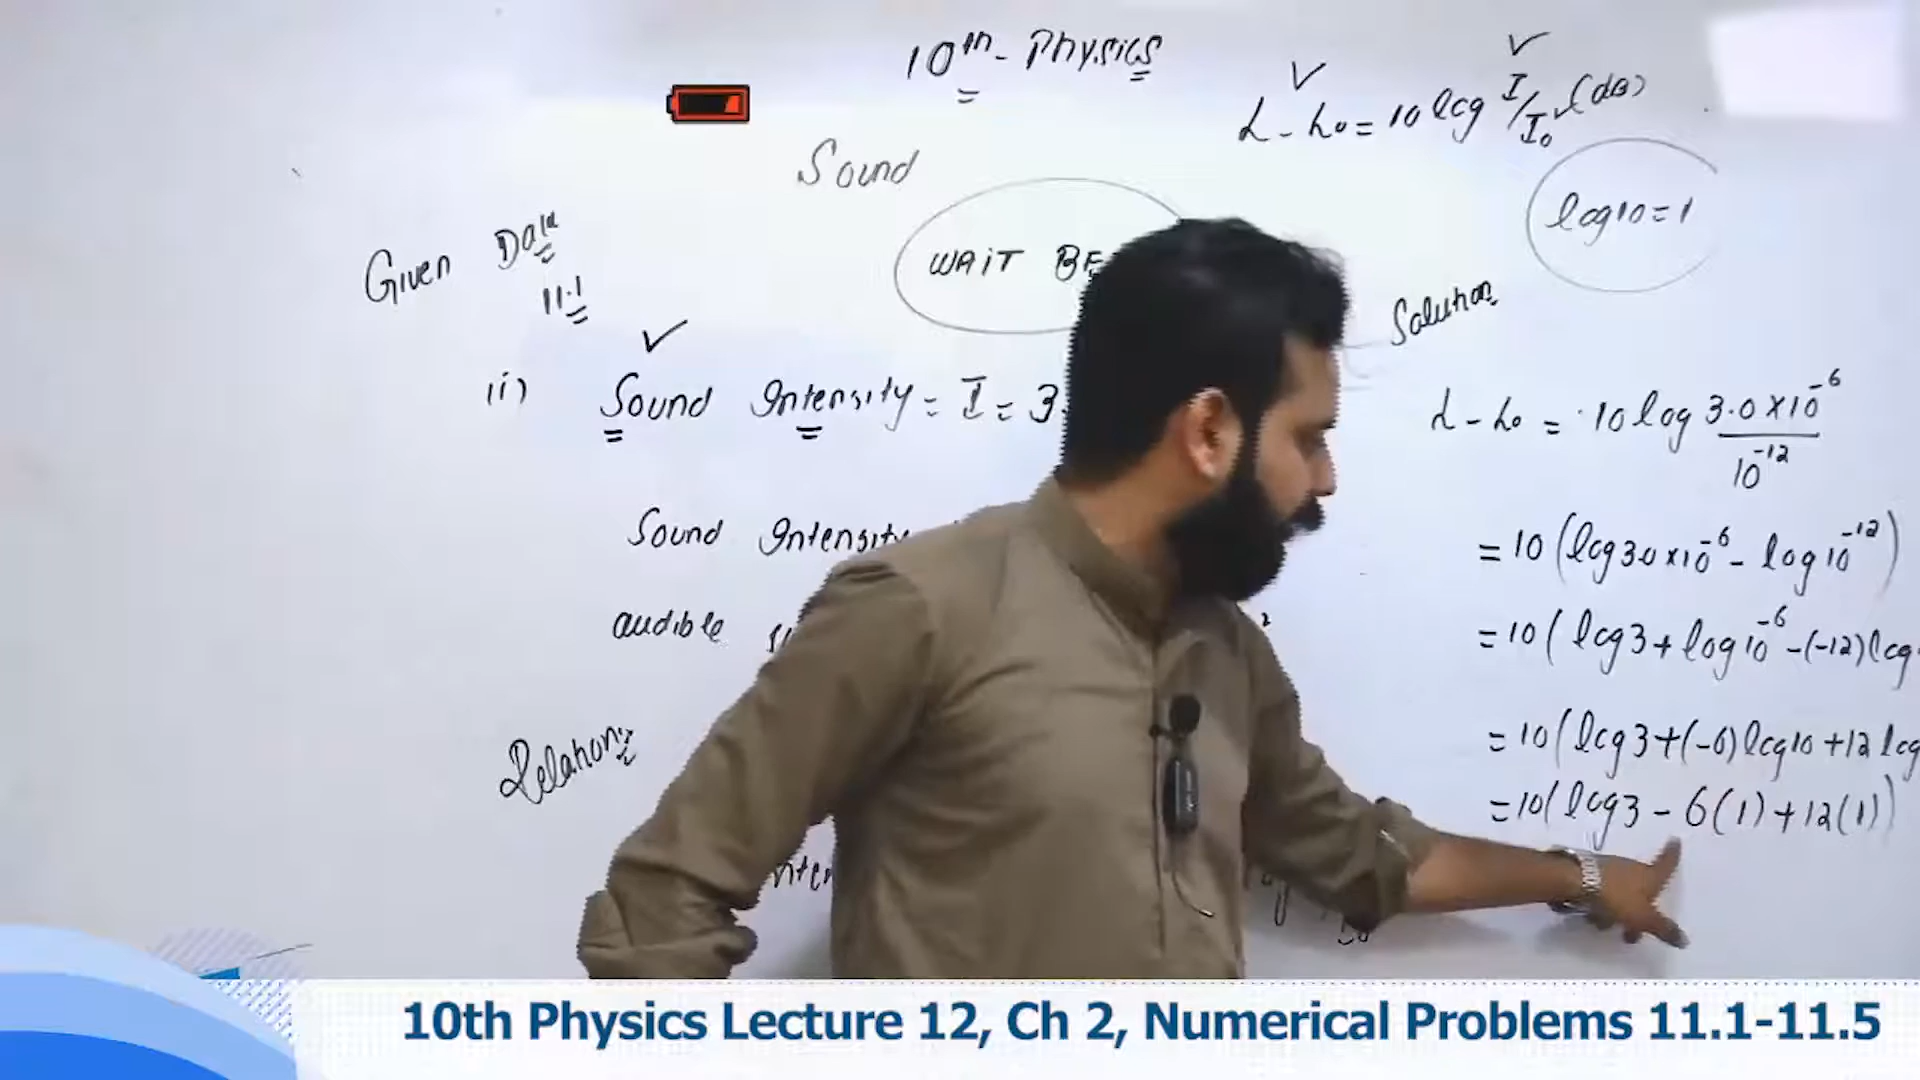 10th - Physics
L - L₀ = 10 log I/I₀ (dB)
Sound
log10 = 1
Given Data
11.1
WAIT
Solution
(i)
Sound Intensity = I = 3.
L - L₀ = 10 log 3.0 x 10⁻⁶ / 10⁻¹²
Sound Intensity
= 10 (log 3.0 x 10⁻⁶ - log 10⁻¹²)
audible
= 10 ( log 3 + log 10⁻⁶ - (-12) log
Relation:
= 10 ( log 3 + (-6) log 10 + 12 log
= 10 ( log 3 - 6 (1) + 12 (1) )
10th Physics Lecture 12, Ch 2, Numerical Problems 11.1-11.5